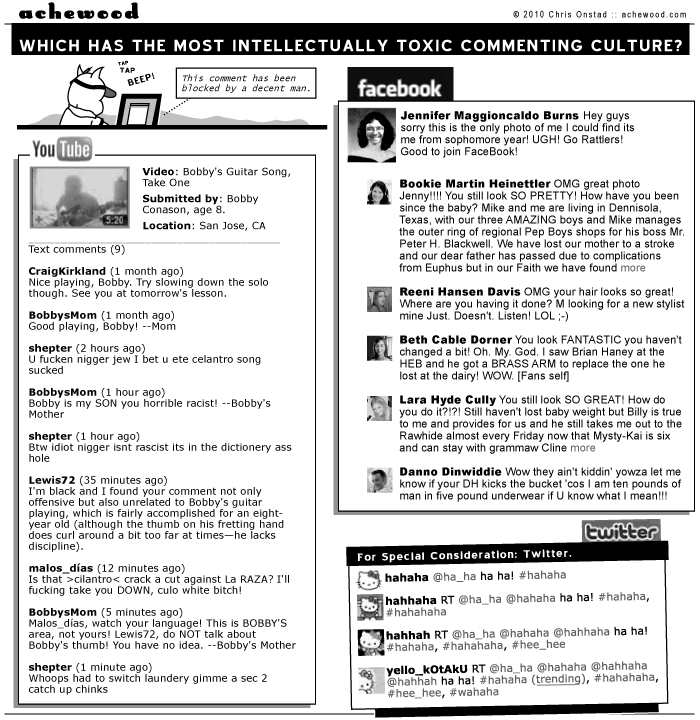 achewood
© 2010 Chris Onstad :: achewood.com
WHICH HAS THE MOST INTELLECTUALLY TOXIC COMMENTING CULTURE?
TAP
TAP
BEEP!
This comment has been
blocked by a decent man.
YouTube
5:20
Video: Bobby's Guitar Song,
Take One
Submitted by: Bobby
Conason, age 8.
Location: San Jose, CA
Text comments (9)
CraigKirkland (1 month ago)
Nice playing, Bobby. Try slowing down the solo
though. See you at tomorrow's lesson.
BobbysMom (1 month ago)
Good playing, Bobby! --Mom
shepter (2 hours ago)
U fucken nigger jew I bet u ete celantro song
sucked
BobbysMom (1 hour ago)
Bobby is my SON you horrible racist! --Bobby's
Mother
shepter (1 hour ago)
Btw idiot nigger isnt rascist its in the dictionery ass
hole
Lewis72 (35 minutes ago)
I'm black and I found your comment not only
offensive but also unrelated to Bobby's guitar
playing, which is fairly accomplished for an eight-
year old (although the thumb on his fretting hand
does curl around a bit too far at times—he lacks
discipline).
malos_días (12 minutes ago)
Is that >cilantro< crack a cut against La RAZA? I'll
fucking take you DOWN, culo white bitch!
BobbysMom (5 minutes ago)
Malos_días, watch your language! This is BOBBY'S
area, not yours! Lewis72, do NOT talk about
Bobby's thumb! You have no idea. --Bobby's Mother
shepter (1 minute ago)
Whoops had to switch laundery gimme a sec 2
catch up chinks
facebook
Jennifer Maggioncaldo Burns Hey guys
sorry this is the only photo of me I could find its
me from sophomore year! UGH! Go Rattlers!
Good to join FaceBook!
Bookie Martin Heinettler OMG great photo
Jenny!!!! You still look SO PRETTY! How have you been
since the baby? Mike and me are living in Dennisola,
Texas, with our three AMAZING boys and Mike manages
the outer ring of regional Pep Boys shops for his boss Mr.
Peter H. Blackwell. We have lost our mother to a stroke
and our dear father has passed due to complications
from Euphus but in our Faith we have found more
Reeni Hansen Davis OMG your hair looks so great!
Where are you having it done? M looking for a new stylist
mine Just. Doesn't. Listen! LOL ;-)
Beth Cable Dorner You look FANTASTIC you haven't
changed a bit! Oh. My. God. I saw Brian Haney at the
HEB and he got a BRASS ARM to replace the one he
lost at the dairy! WOW. [Fans self]
Lara Hyde Cully You still look SO GREAT! How do
you do it?!?! Still haven't lost baby weight but Billy is true
to me and provides for us and he still takes me out to the
Rawhide almost every Friday now that Mysty-Kai is six
and can stay with grammaw Cline more
Danno Dinwiddie Wow they ain't kiddin' yowza let me
know if your DH kicks the bucket 'cos I am ten pounds of
man in five pound underwear if U know what I mean!!!
twitter
For Special Consideration: Twitter.
hahaha @ha_ha ha ha! #hahaha
hahhaha RT @ha_ha @hahaha ha ha! #hahaha,
#hahahaha
hahhah RT @ha_ha @hahaha @hahhaha ha ha!
#hahaha, #hahahaha, #hee_hee
yello_kOtAkU RT @ha_ha @hahaha @hahhaha
@hahhah ha ha! #hahaha (trending), #hahahaha,
#hee_hee, #wahaha